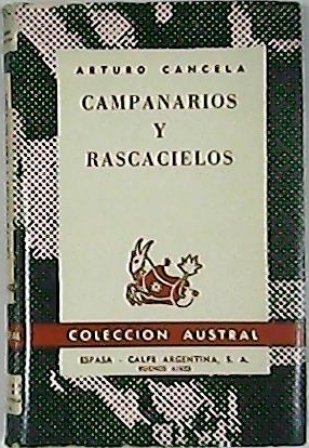 ARTURO CANCELA
CAMPANARIOS
Y
RASCACIELOS
COLECCION AUSTRAL
ESPASA - CALPE ARGENTINA, S. A.
BUENOS AIRES